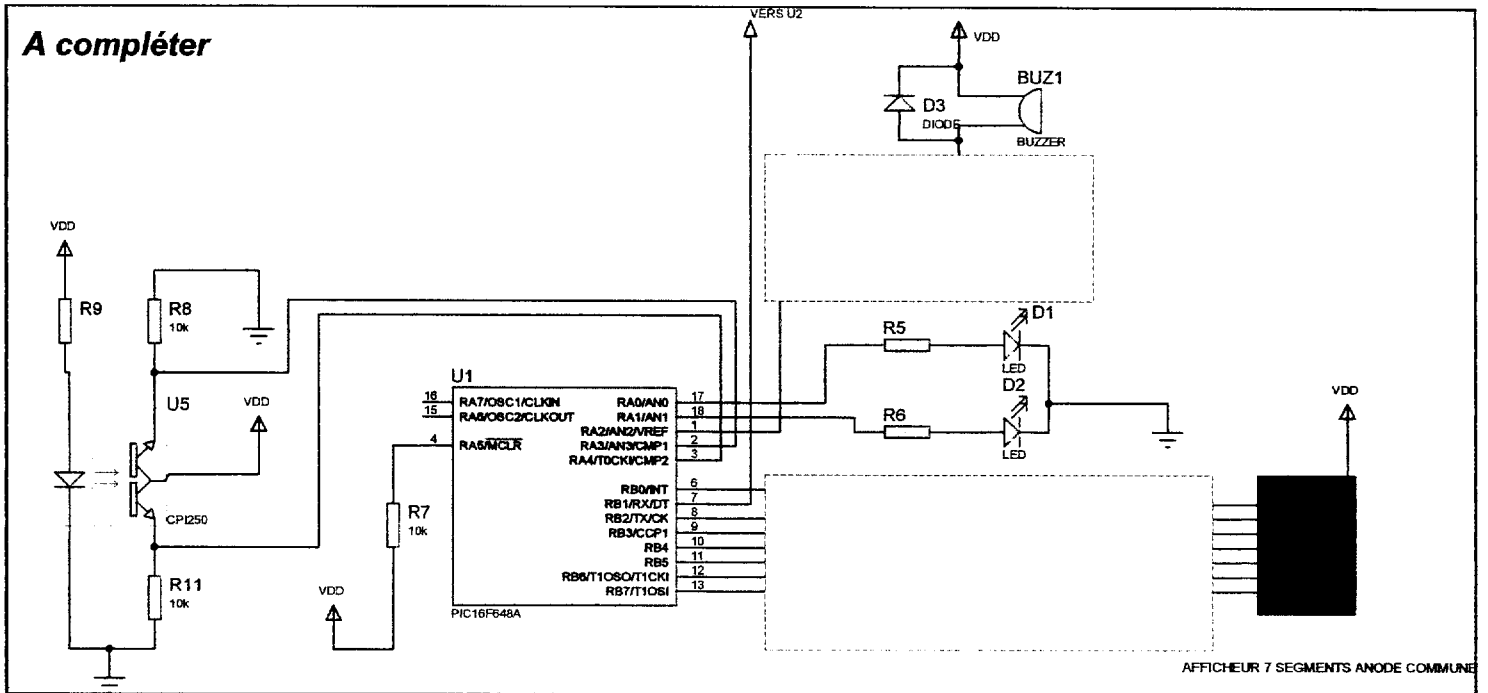 VERS U2
A compléter
VDD
BUZ1
D3
DIODE
BUZZER
VDD
R9
R8
10k
D1
R5
LED
U1
D2
VDD
16 RA7/OSC1/CLKIN
15 RA6/OSC2/CLKOUT
4 RA5/MCLR
RA0/AN0 17
RA1/AN1 18
RA2/AN2/VREF 1
RA3/AN3/CMP1 2
RA4/T0CKI/CMP2 3
RB0/INT 6
RB1/RX/DT 7
RB2/TX/CK 8
RB3/CCP1 9
RB4 10
RB5 11
RB6/T1OSO/T1CKI 12
RB7/T1OSI 13
PIC16F648A
R6
LED
U5
VDD
CPI250
R7
10k
R11
10k
VDD
AFFICHEUR 7 SEGMENTS ANODE COMMUNE